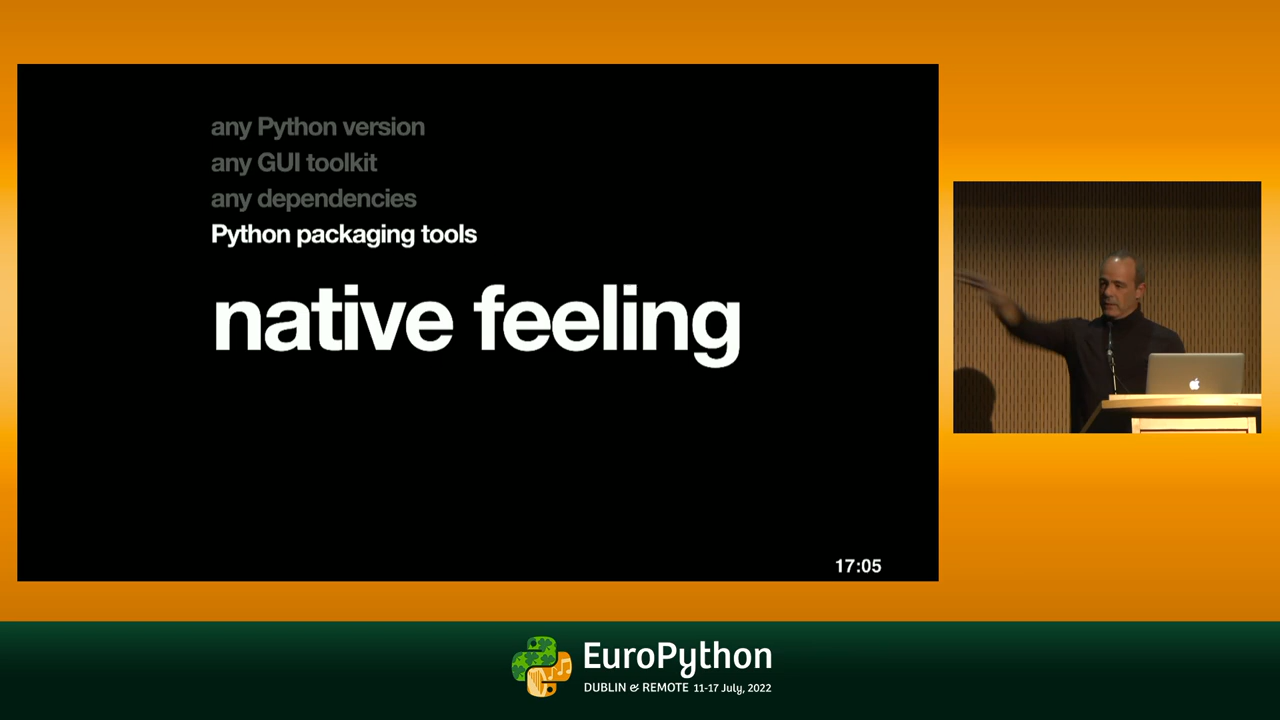 any Python version
any GUI toolkit
any dependencies
Python packaging tools
native feeling
17:05
EuroPython
DUBLIN & REMOTE 11-17 July, 2022